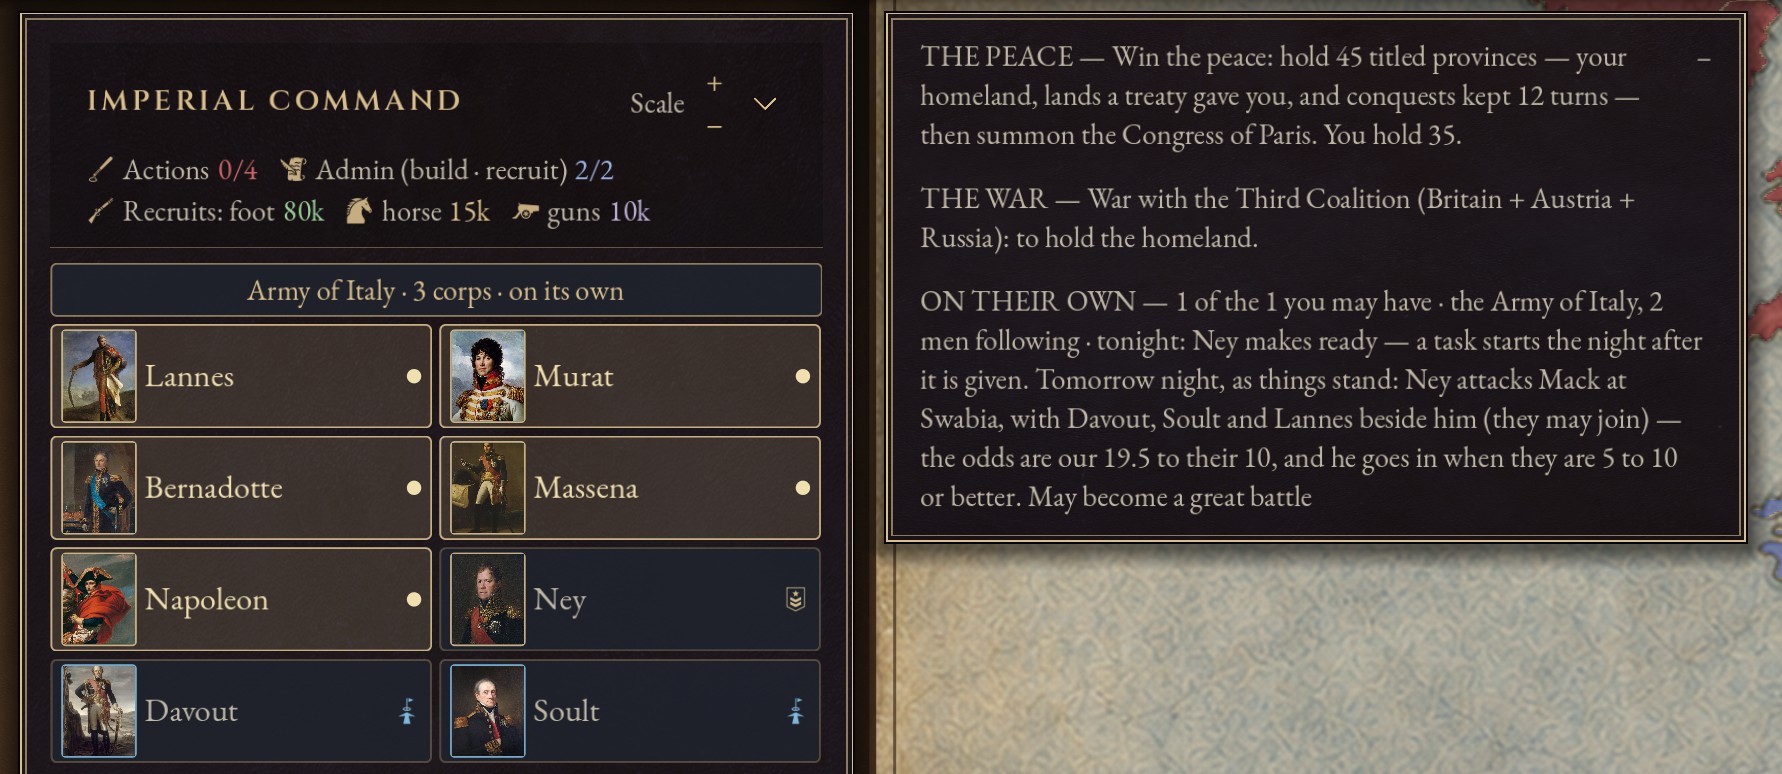 IMPERIAL COMMAND
Scale
+
−
Actions 0/4 Admin (build · recruit) 2/2
Recruits: foot 80k horse 15k guns 10k
Army of Italy · 3 corps · on its own
Lannes
Murat
Bernadotte
Massena
Napoleon
Ney
Davout
Soult
THE PEACE — Win the peace: hold 45 titled provinces — your
homeland, lands a treaty gave you, and conquests kept 12 turns —
then summon the Congress of Paris. You hold 35.
–
THE WAR — War with the Third Coalition (Britain + Austria +
Russia): to hold the homeland.
ON THEIR OWN — 1 of the 1 you may have · the Army of Italy, 2
men following · tonight: Ney makes ready — a task starts the night after
it is given. Tomorrow night, as things stand: Ney attacks Mack at
Swabia, with Davout, Soult and Lannes beside him (they may join) —
the odds are our 19.5 to their 10, and he goes in when they are 5 to 10
or better. May become a great battle